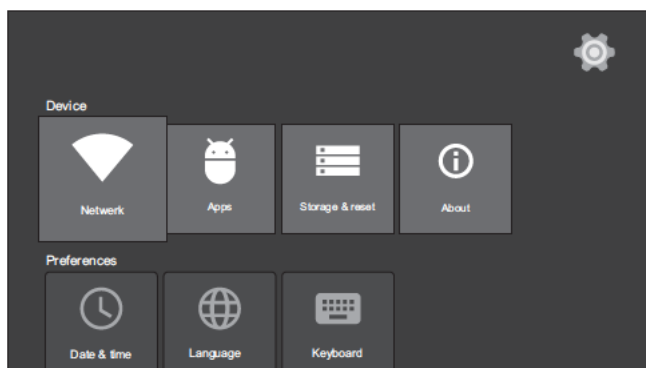 Device
Netwerk
Apps
Storage & reset
About
Preferences
Date & time
Language
Keyboard